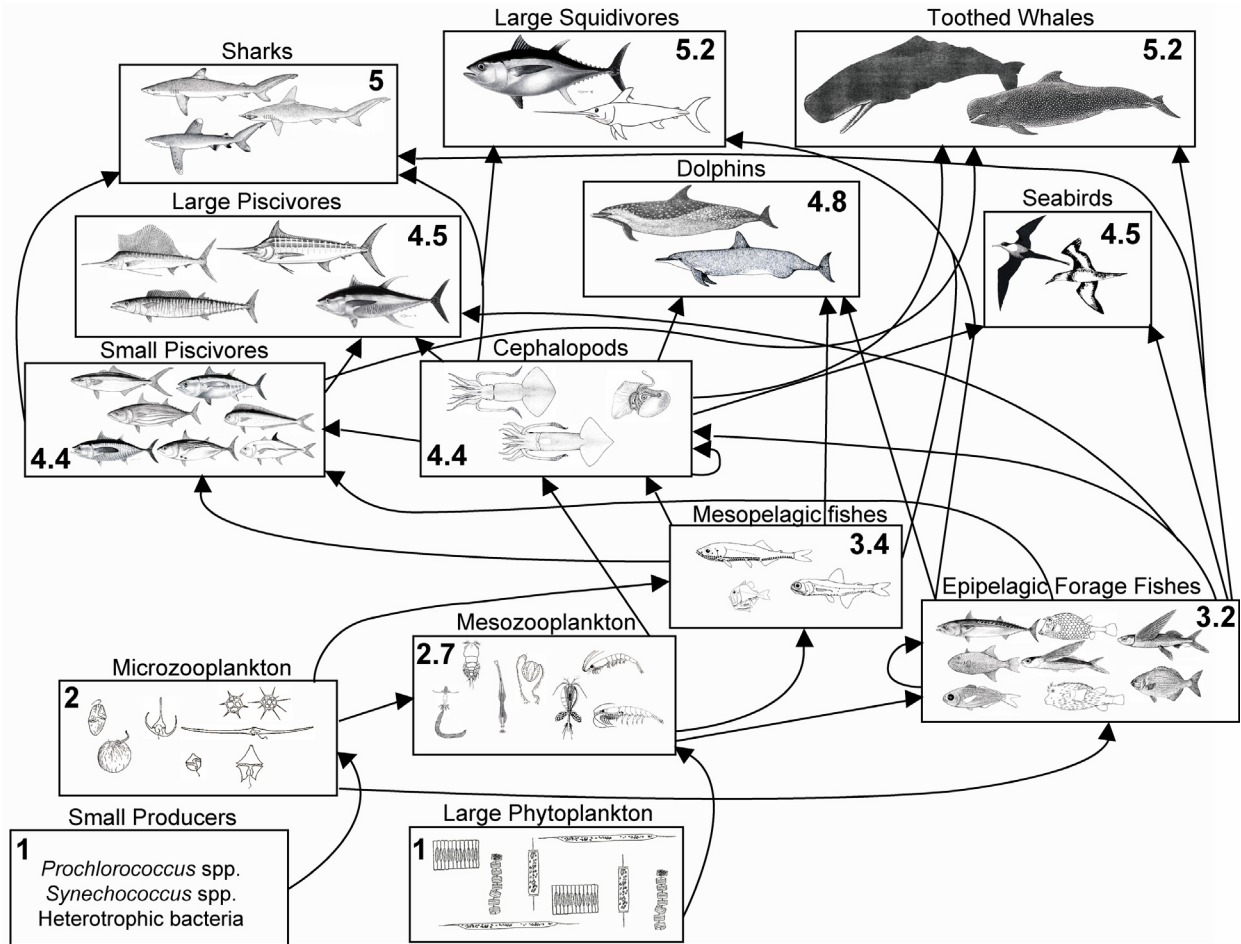 Large Squidivores
5.2
Toothed Whales
5.2
Sharks
5
Dolphins
4.8
Large Piscivores
4.5
Seabirds
4.5
Small Piscivores
4.4
Cephalopods
4.4
Mesopelagic fishes
3.4
Epipelagic Forage Fishes
3.2
Mesozooplankton
2.7
Microzooplankton
2
Small Producers
1
Prochlorococcus spp.
Synechococcus spp.
Heterotrophic bacteria
Large Phytoplankton
1